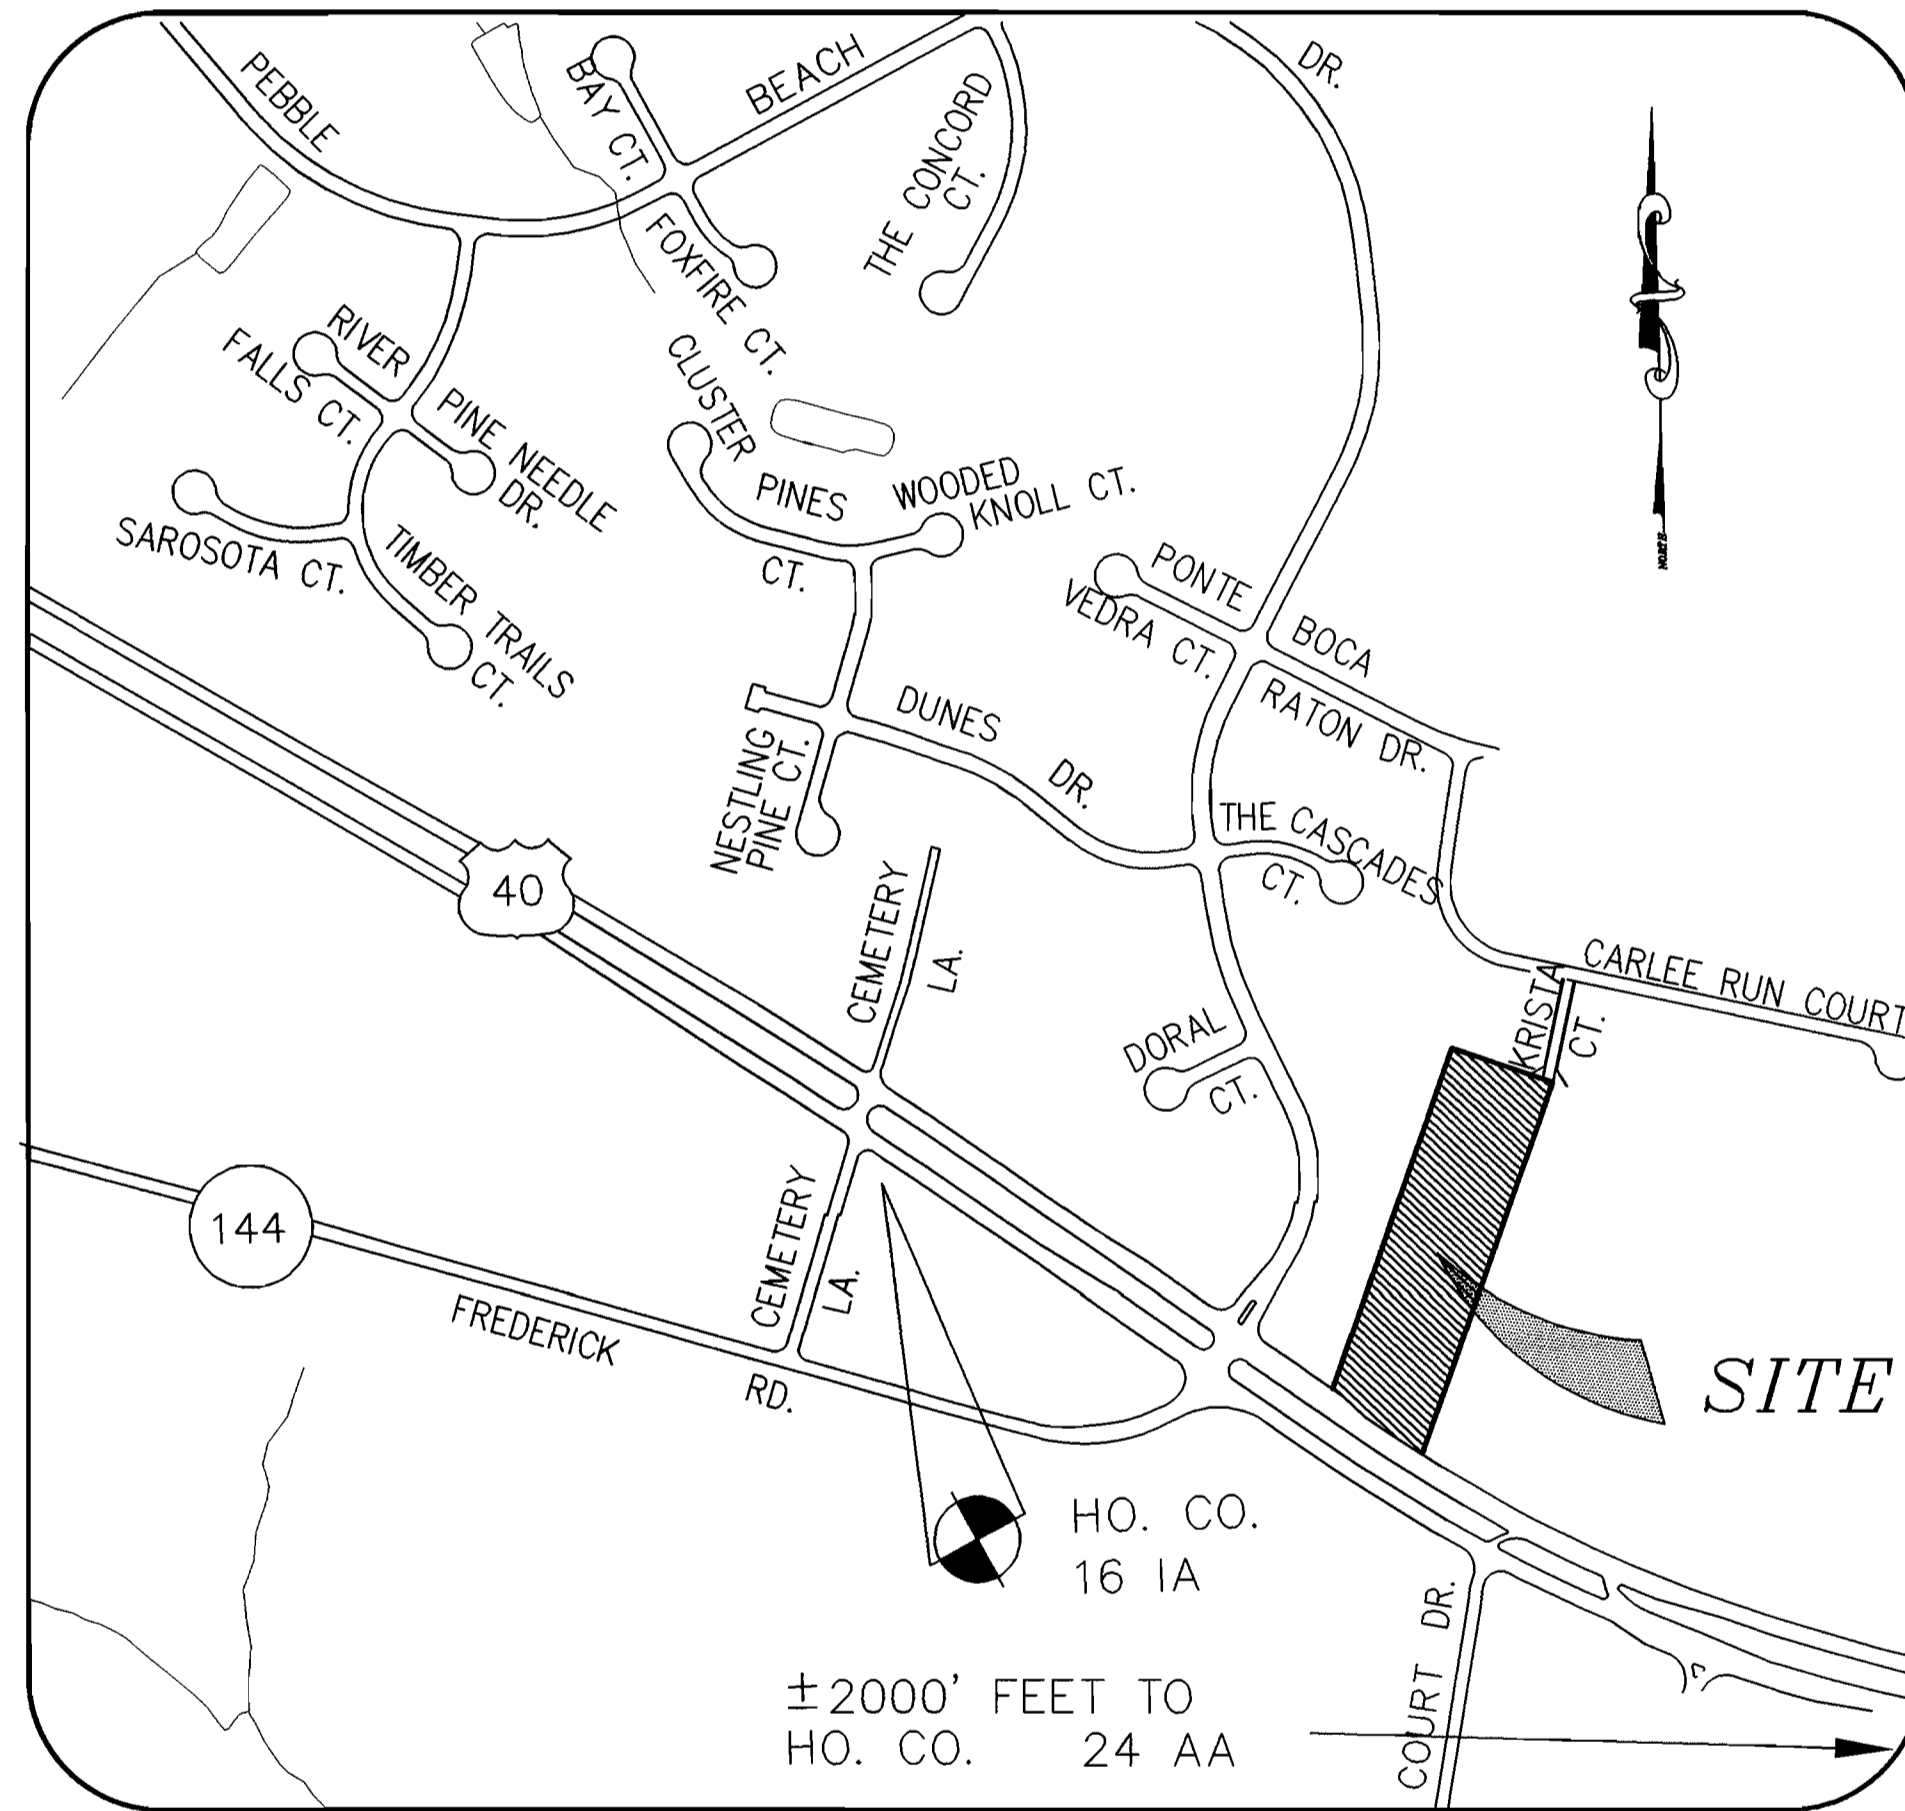 PEBBLE
BEACH
BAY CT.
THE CONCORD
CT.
DR.
FOXFIRE CT.
RIVER
FALLS CT.
PINE NEEDLE
DR.
CLUSTER
PINES
CT.
WOODED
KNOLL CT.
SAROSOTA CT.
TIMBER TRAILS
CT.
PONTE
VEDRA CT.
BOCA
RATON DR.
NORTH
NESTLING
PINE CT.
DUNES
DR.
THE CASCADES
CT.
40
CEMETERY
LA.
CARLEE RUN COURT
KRISTA
CT.
DORAL
CT.
144
FREDERICK
RD.
CEMETERY
LA.
SITE
HO. CO.
16 IA
±2000' FEET TO
HO. CO. 24 AA
COURT DR.